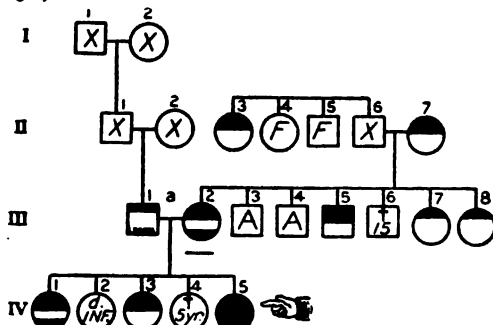 I
1 2
X X
II
1 2 3 4 5 6 7
X X F F X
III
1 a 2 3 4 5 6 7 8
A A † 15
IV
1 2 3 4 5
d. INF. † 5yr.